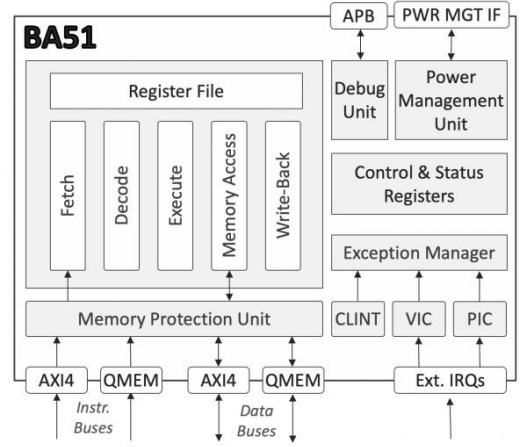 APB
PWR MGT IF
BA51
Register File
Fetch
Decode
Execute
Memory Access
Write-Back
Debug
Unit
Power
Management
Unit
Control & Status
Registers
Exception Manager
Memory Protection Unit
CLINT
VIC
PIC
AXI4
QMEM
AXI4
QMEM
Ext. IRQs
Instr.
Buses
Data
Buses